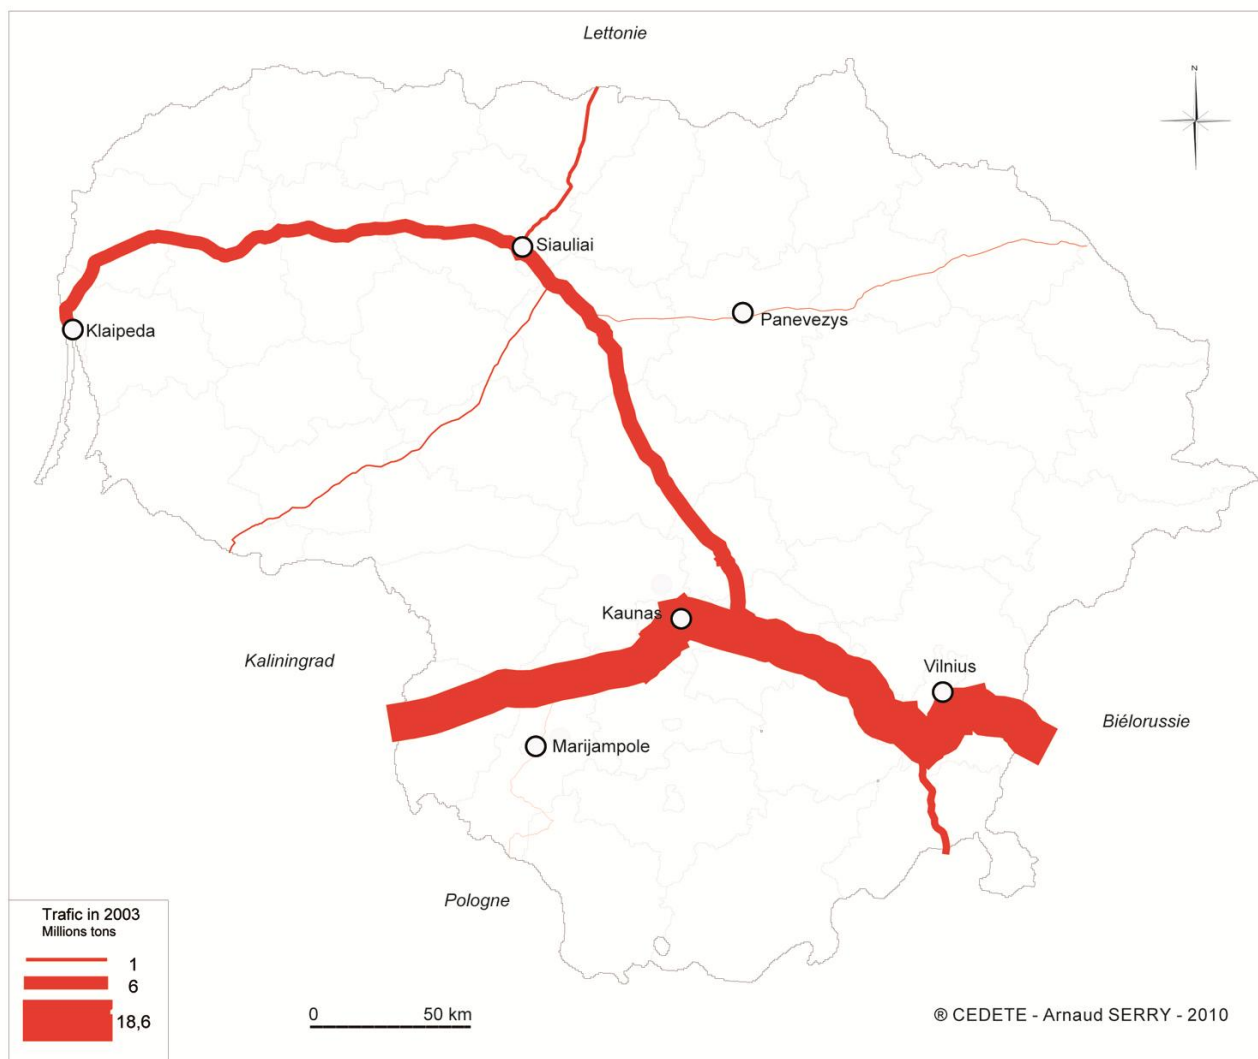 Lettonie
N
Siauliai
Klaipeda
Panevezys
Kaunas
Kaliningrad
Vilnius
Biélorussie
Marijampole
Pologne
Trafic in 2003
Millions tons
1
6
18,6
0 50 km
® CEDETE - Arnaud SERRY - 2010